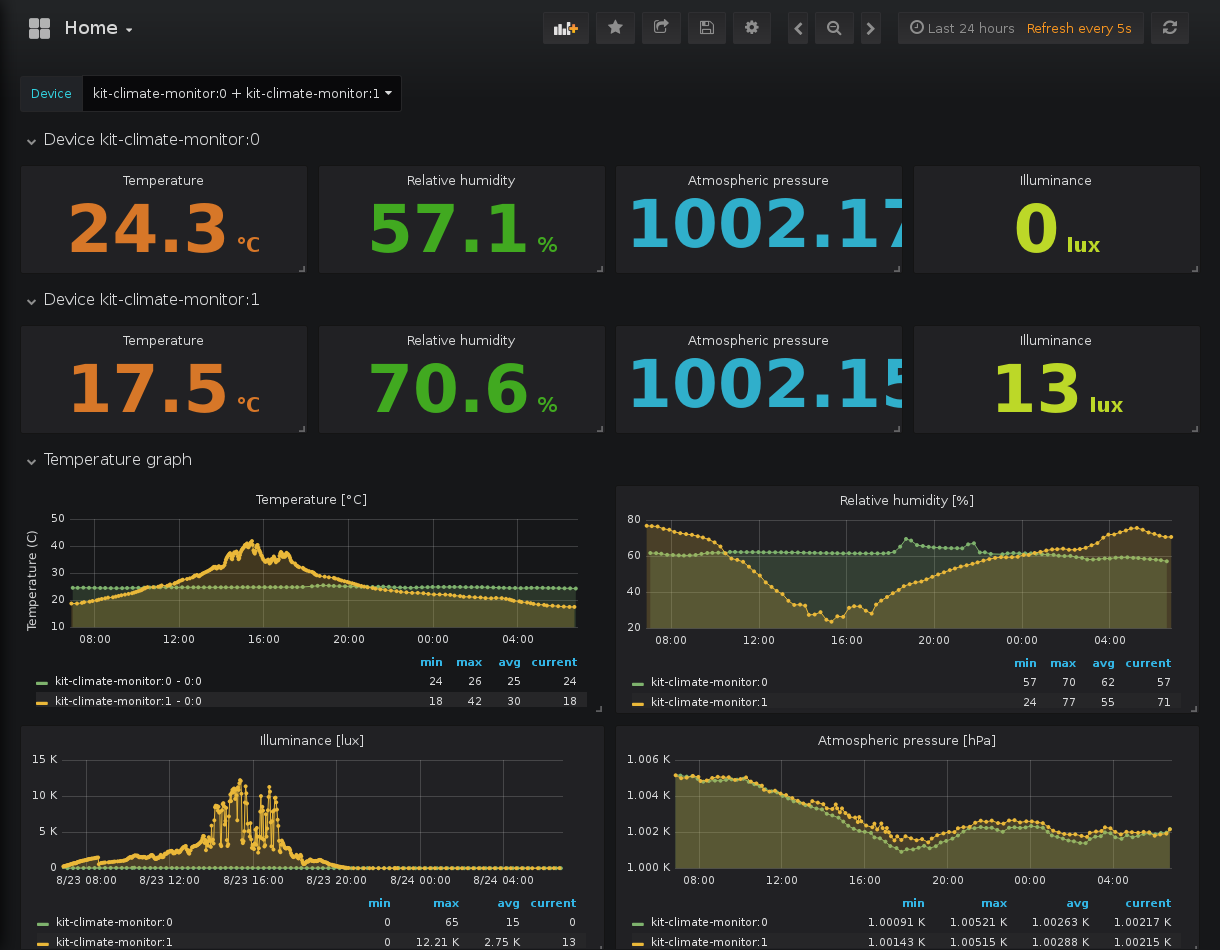 Home
Last 24 hours Refresh every 5s
Device kit-climate-monitor:0 + kit-climate-monitor:1
Device kit-climate-monitor:0
Temperature Relative humidity Atmospheric pressure Illuminance
24.3 °C 57.1 % 1002.17 0 lux
Device kit-climate-monitor:1
Temperature Relative humidity Atmospheric pressure Illuminance
17.5 °C 70.6 % 1002.15 13 lux
Temperature graph
Temperature [°C]
Temperature (C)
50
40
30
20
10
08:00 12:00 16:00 20:00 00:00 04:00
min max avg current
kit-climate-monitor:0 - 0:0 24 26 25 24
kit-climate-monitor:1 - 0:0 18 42 30 18
Relative humidity [%]
80
60
40
20
08:00 12:00 16:00 20:00 00:00 04:00
min max avg current
kit-climate-monitor:0 57 70 62 57
kit-climate-monitor:1 24 77 55 71
Illuminance [lux]
15 K
10 K
5 K
0
8/23 08:00 8/23 12:00 8/23 16:00 8/23 20:00 8/24 00:00 8/24 04:00
min max avg current
kit-climate-monitor:0 0 65 15 0
kit-climate-monitor:1 0 12.21 K 2.75 K 13
Atmospheric pressure [hPa]
1.006 K
1.004 K
1.002 K
1.000 K
08:00 12:00 16:00 20:00 00:00 04:00
min max avg current
kit-climate-monitor:0 1.00091 K 1.00521 K 1.00263 K 1.00217 K
kit-climate-monitor:1 1.00143 K 1.00515 K 1.00288 K 1.00215 K